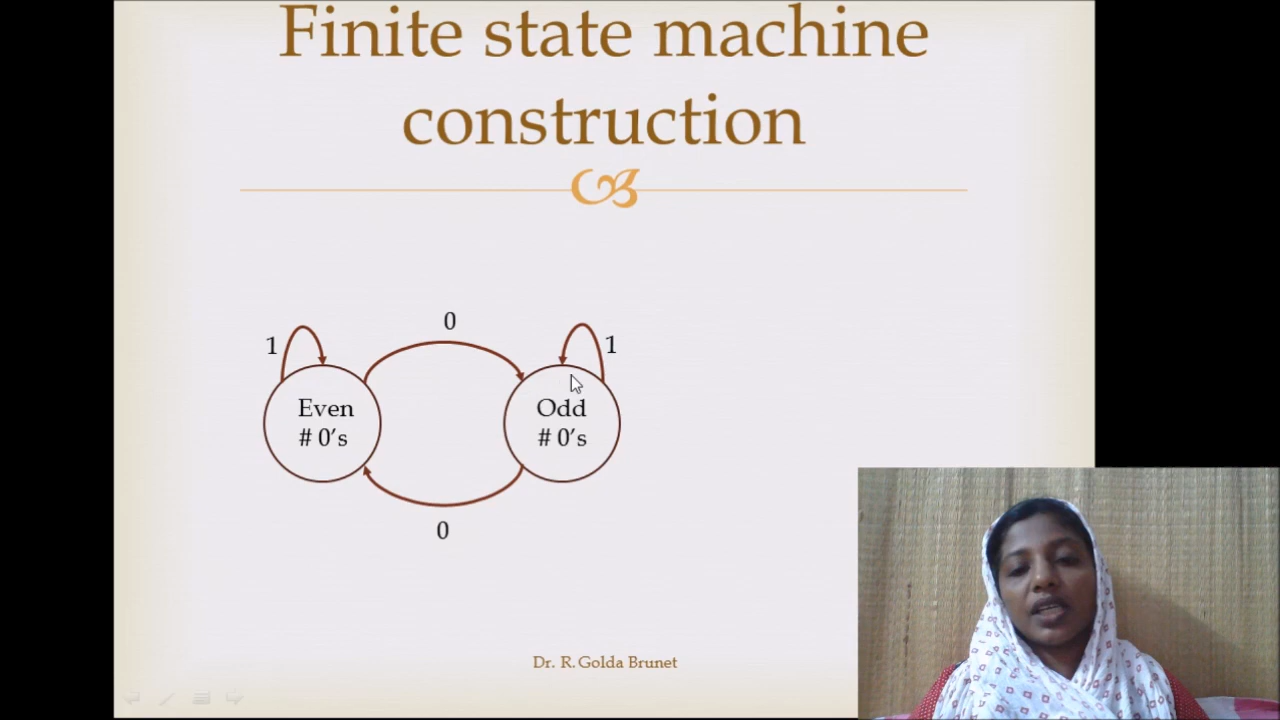 Finite state machine
construction
0
1
1
Even
# 0’s
Odd
# 0’s
0
Dr. R. Golda Brunet